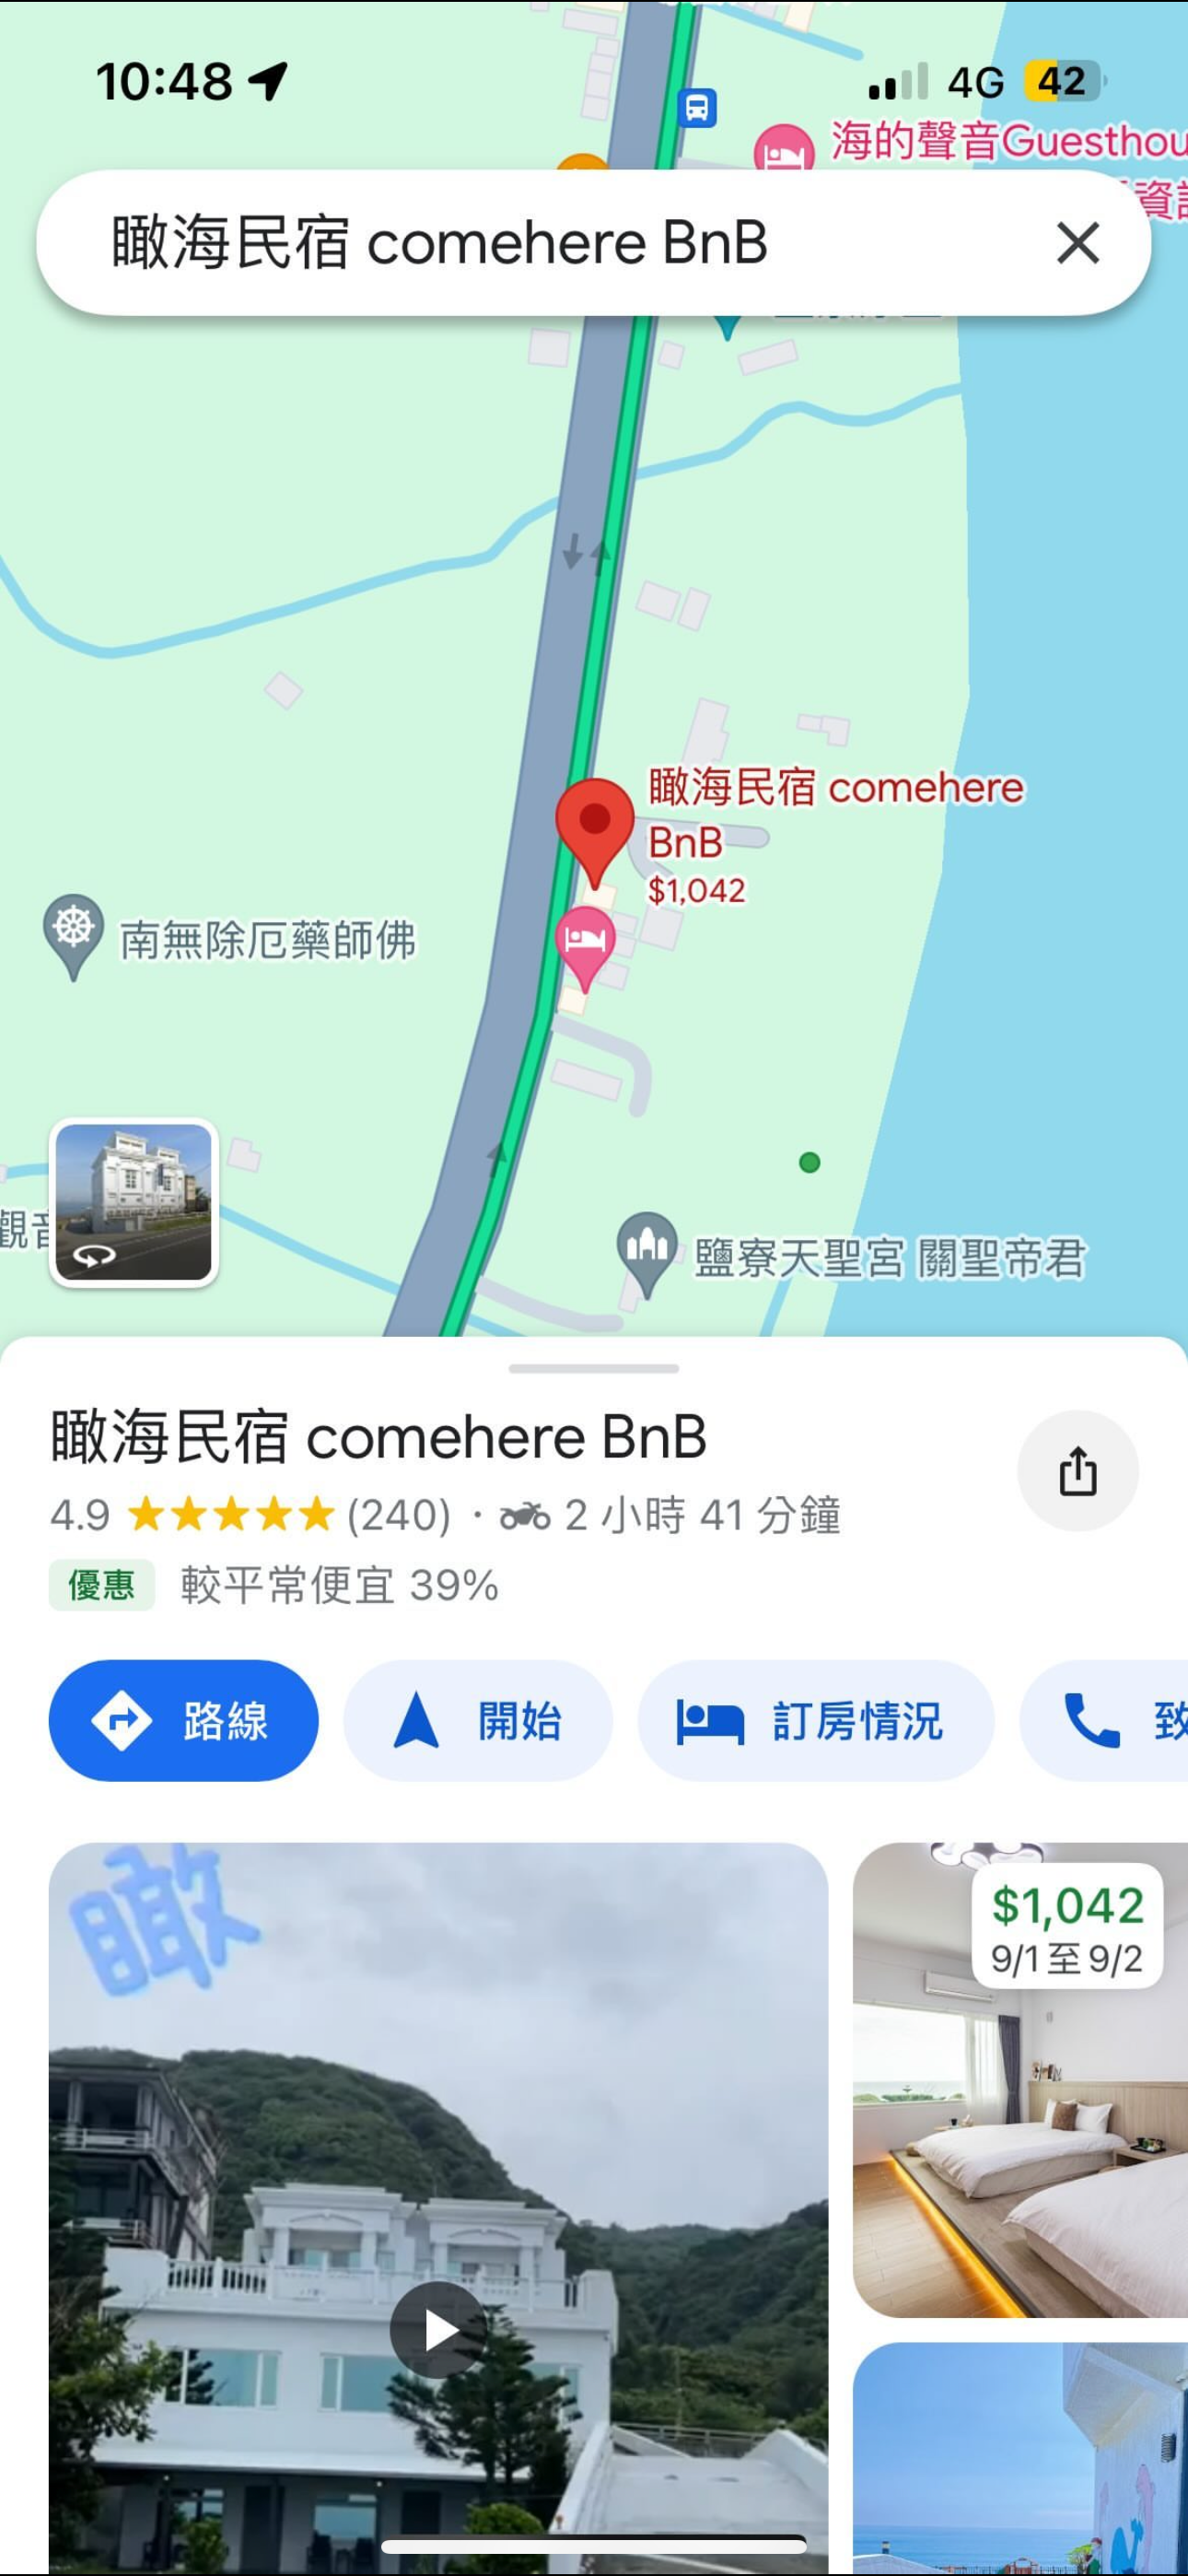 10:48
4G 42
海的聲音Guesthou
瞰海民宿 comehere BnB
瞰海民宿 comehere
BnB
$1,042
南無除厄藥師佛
鹽寮天聖宮 關聖帝君
瞰海民宿 comehere BnB
4.9 (240) · 2 小時 41 分鐘
優惠 較平常便宜 39%
路線 開始 訂房情況 致
瞰
$1,042
9/1 至 9/2